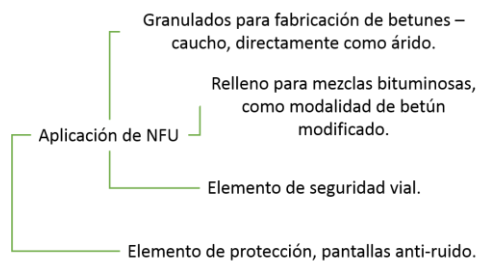 Granulados para fabricación de betunes –
caucho, directamente como árido.
Relleno para mezclas bituminosas,
como modalidad de betún
modificado.
Aplicación de NFU
Elemento de seguridad vial.
Elemento de protección, pantallas anti-ruido.